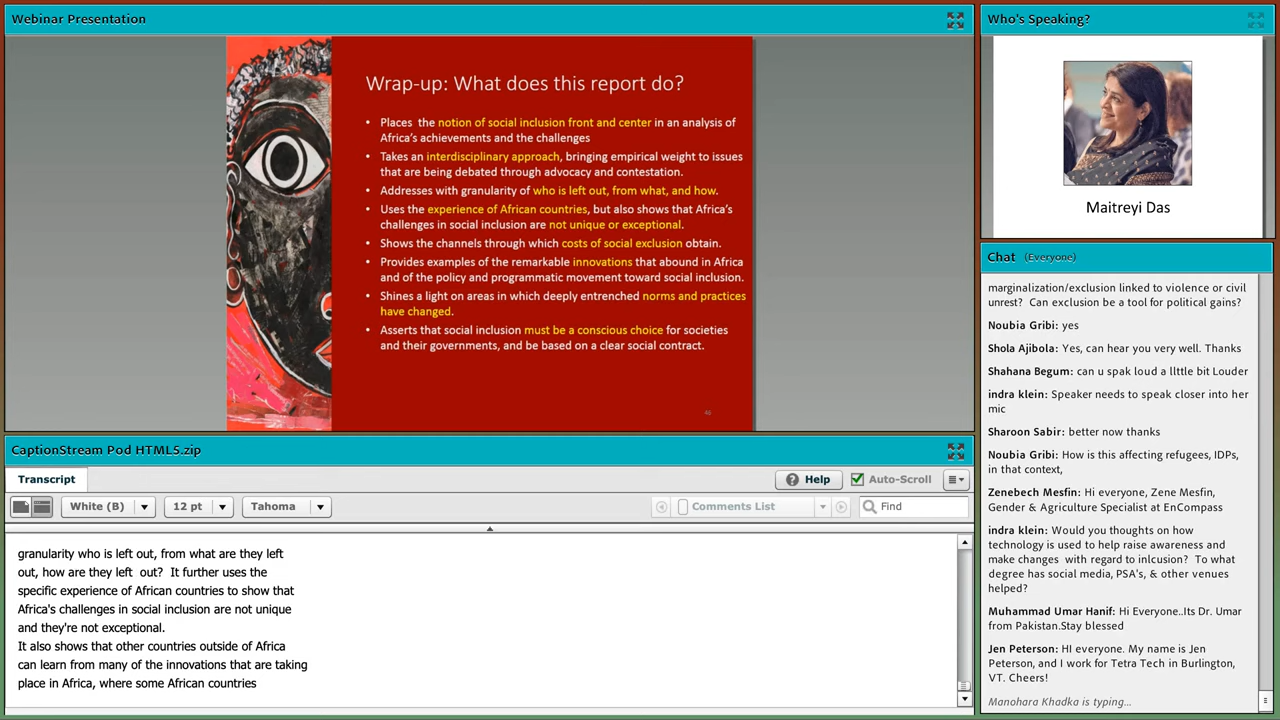 Webinar Presentation
Wrap-up: What does this report do?
• Places the notion of social inclusion front and center in an analysis of
Africa's achievements and the challenges
• Takes an interdisciplinary approach, bringing empirical weight to issues
that are being debated through advocacy and contestation.
• Addresses with granularity of who is left out, from what, and how.
• Uses the experience of African countries, but also shows that Africa's
challenges in social inclusion are not unique or exceptional.
• Shows the channels through which costs of social exclusion obtain.
• Provides examples of the remarkable innovations that abound in Africa
and of the policy and programmatic movement toward social inclusion.
• Shines a light on areas in which deeply entrenched norms and practices
have changed.
• Asserts that social inclusion must be a conscious choice for societies
and their governments, and be based on a clear social contract.
CaptionStream Pod HTML5.zip
Transcript
Help
Auto-Scroll
White (B)
12 pt
Tahoma
Comments List
Find
granularity who is left out, from what are they left
out, how are they left out? It further uses the
specific experience of African countries to show that
Africa's challenges in social inclusion are not unique
and they're not exceptional.
It also shows that other countries outside of Africa
can learn from many of the innovations that are taking
place in Africa, where some African countries
Who's Speaking?
Maitreyi Das
Chat (Everyone)
marginalization/exclusion linked to violence or civil
unrest? Can exclusion be a tool for political gains?
Noubia Gribi: yes
Shola Ajibola: Yes, can hear you very well. Thanks
Shahana Begum: can u spak loud a lIttle bit Louder
indra klein: Speaker needs to speak closer into her
mic
Sharoon Sabir: better now thanks
Noubia Gribi: How is this affecting refugees, IDPs,
in that context,
Zenebech Mesfin: Hi everyone, Zene Mesfin,
Gender & Agriculture Specialist at EnCompass
indra klein: Would you thoughts on how
technology is used to help raise awareness and
make changes with regard to inlcusion? To what
degree has social media, PSA's, & other venues
helped?
Muhammad Umar Hanif: Hi Everyone..Its Dr. Umar
from Pakistan.Stay blessed
Jen Peterson: HI everyone. My name is Jen
Peterson, and I work for Tetra Tech in Burlington,
VT. Cheers!
Manohara Khadka is typing...